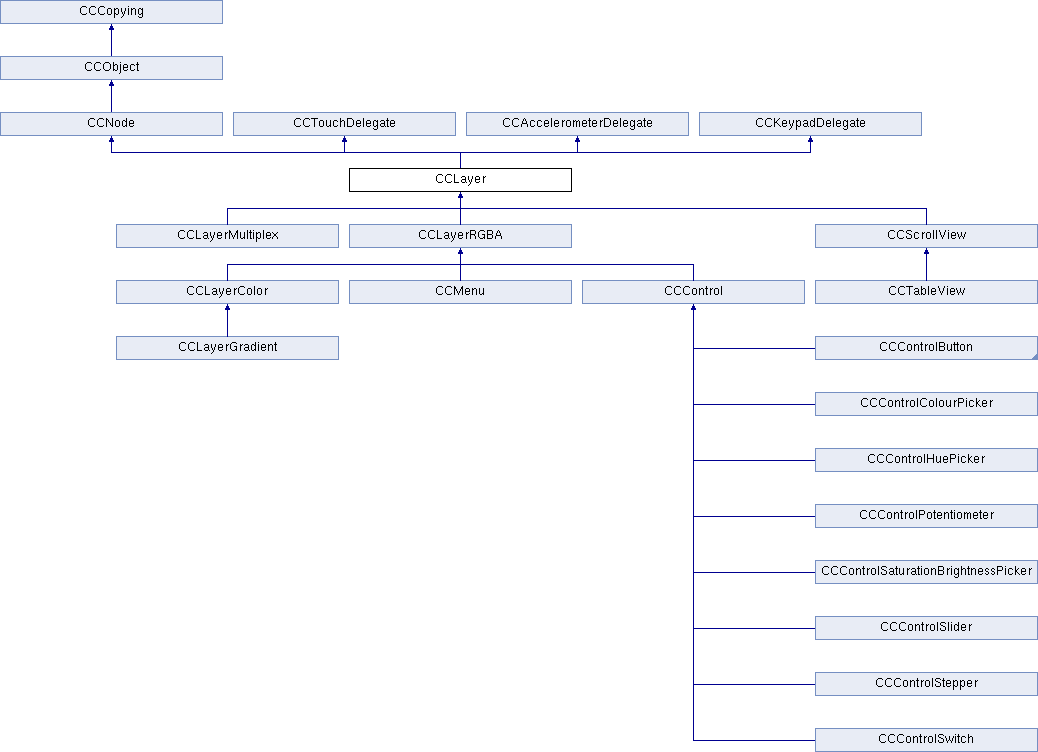 CCCopying
CCObject
CCNode
CCTouchDelegate
CCAccelerometerDelegate
CCKeypadDelegate
CCLayer
CCLayerMultiplex
CCLayerRGBA
CCScrollView
CCLayerColor
CCMenu
CCControl
CCTableView
CCLayerGradient
CCControlButton
CCControlColourPicker
CCControlHuePicker
CCControlPotentiometer
CCControlSaturationBrightnessPicker
CCControlSlider
CCControlStepper
CCControlSwitch